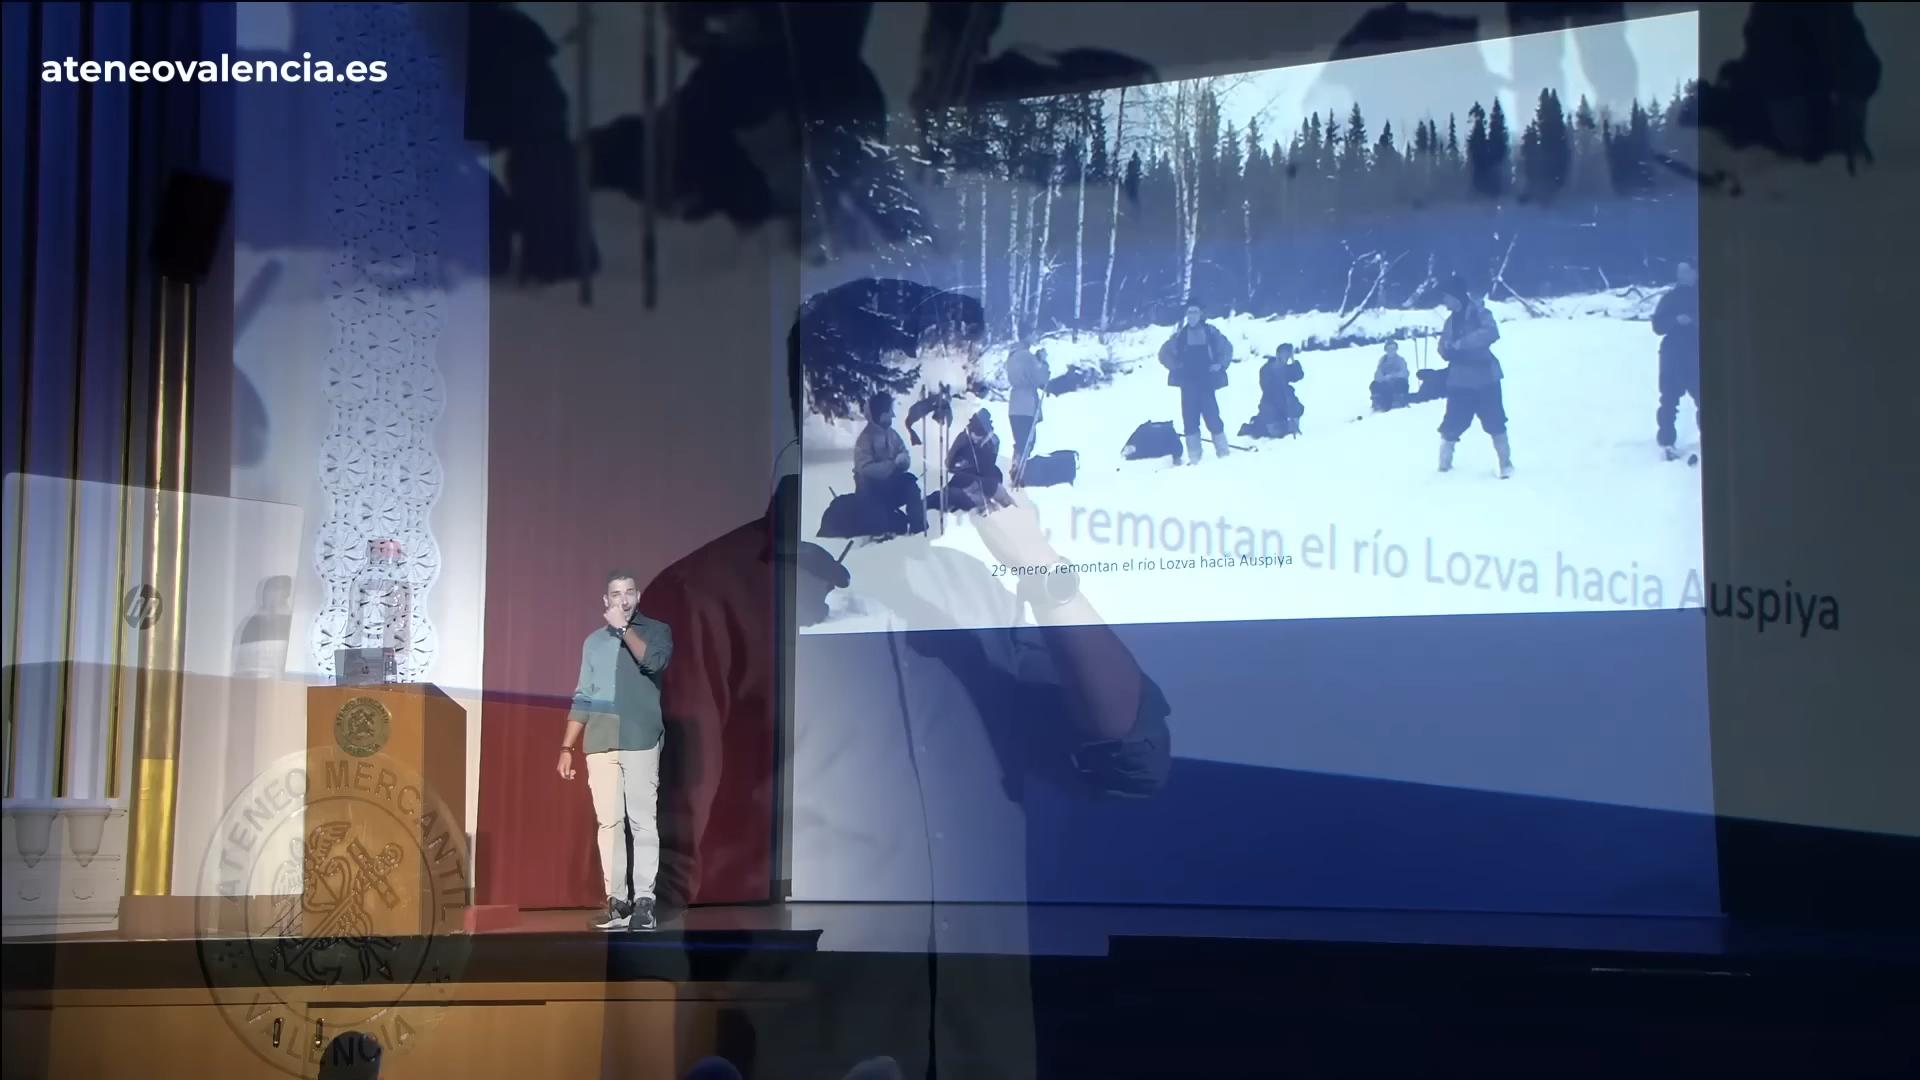 ateneovalencia.es
29 enero, remontan el río Lozva hacia Auspiya
, remontan el río Lozva hacia Auspiya
hp
ATENEO MERCANTIL
VALENCIA